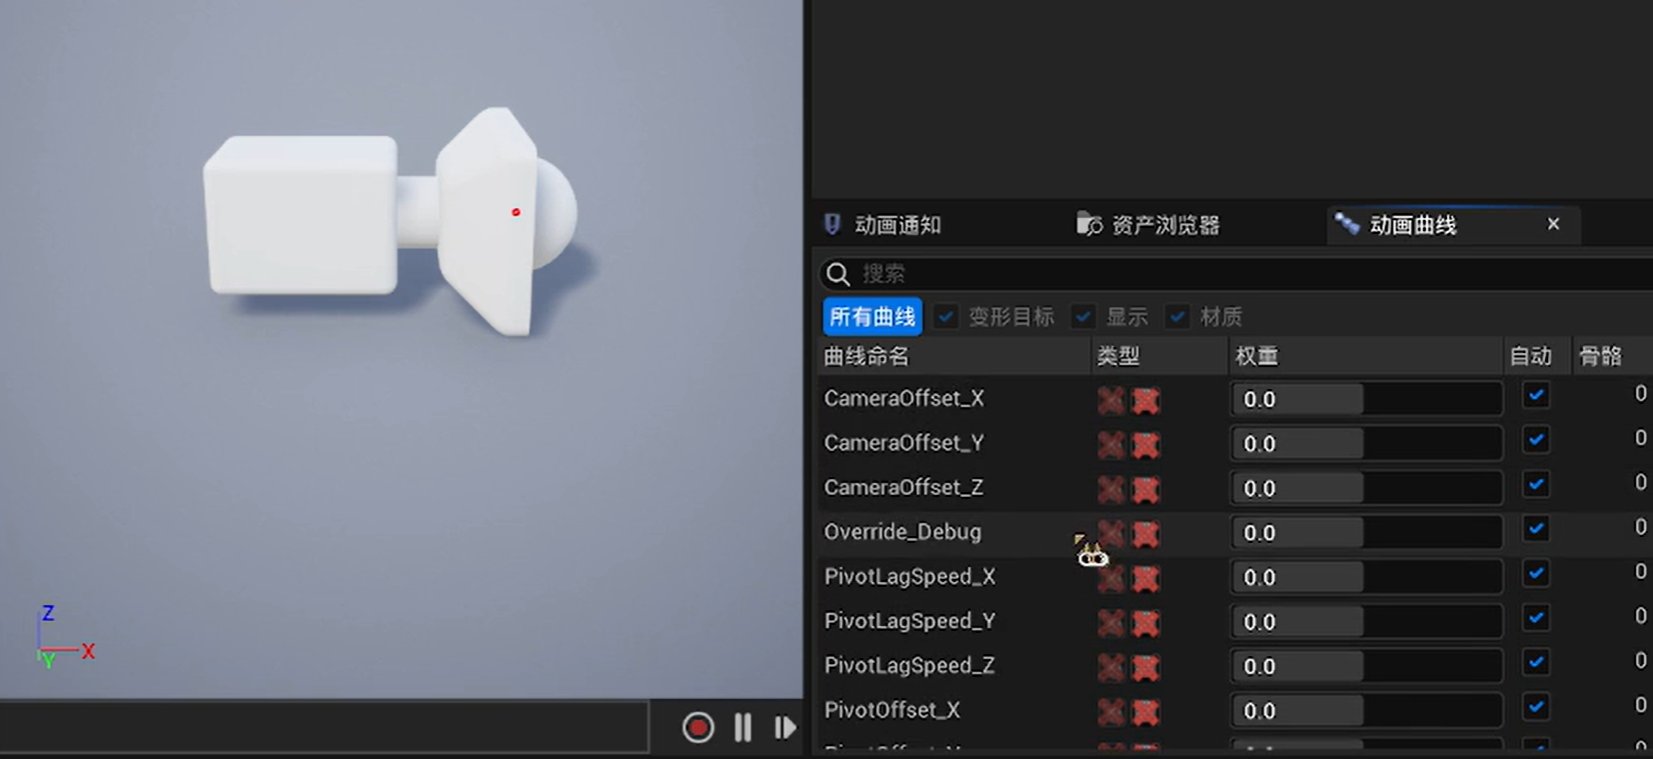 动画通知 资产浏览器 动画曲线
搜索
所有曲线 变形目标 显示 材质
曲线命名 类型 权重 自动 骨骼
CameraOffset_X 0.0 0
CameraOffset_Y 0.0 0
CameraOffset_Z 0.0 0
Override_Debug 0.0 0
PivotLagSpeed_X 0.0 0
PivotLagSpeed_Y 0.0 0
PivotLagSpeed_Z 0.0 0
PivotOffset_X 0.0 0
Z
X
Y